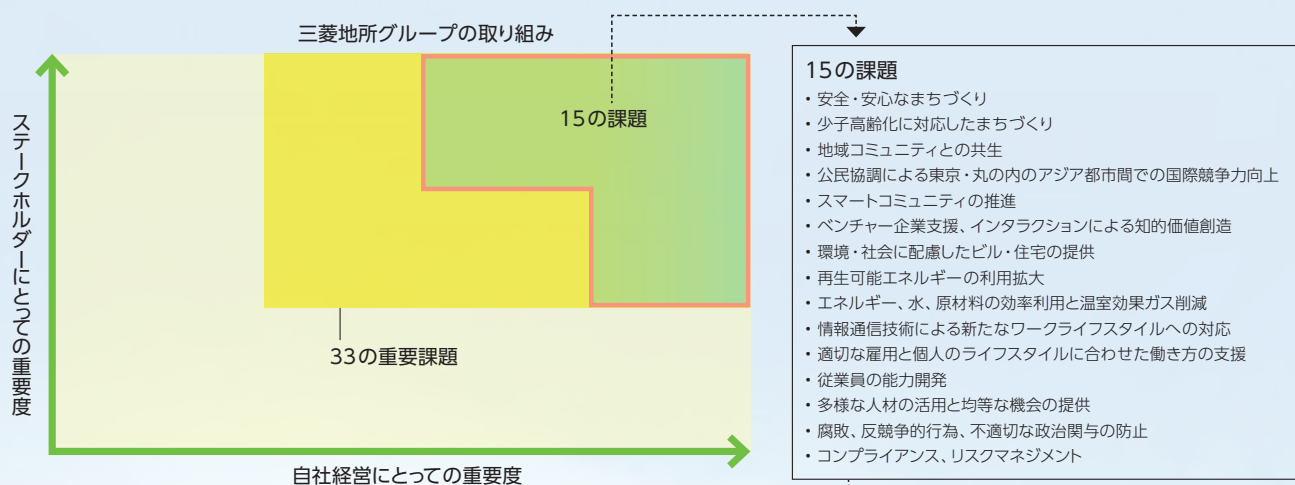 三菱地所グループの取り組み
ステークホルダーにとっての重要度
15の課題
33の重要課題
自社経営にとっての重要度
15の課題
・安全・安心なまちづくり
・少子高齢化に対応したまちづくり
・地域コミュニティとの共生
・公民協調による東京・丸の内のアジア都市間での国際競争力向上
・スマートコミュニティの推進
・ベンチャー企業支援、インタラクションによる知的価値創造
・環境・社会に配慮したビル・住宅の提供
・再生可能エネルギーの利用拡大
・エネルギー、水、原材料の効率利用と温室効果ガス削減
・情報通信技術による新たなワークライフスタイルへの対応
・適切な雇用と個人のライフスタイルに合わせた働き方の支援
・従業員の能力開発
・多様な人材の活用と均等な機会の提供
・腐敗、反競争的行為、不適切な政治関与の防止
・コンプライアンス、リスクマネジメント